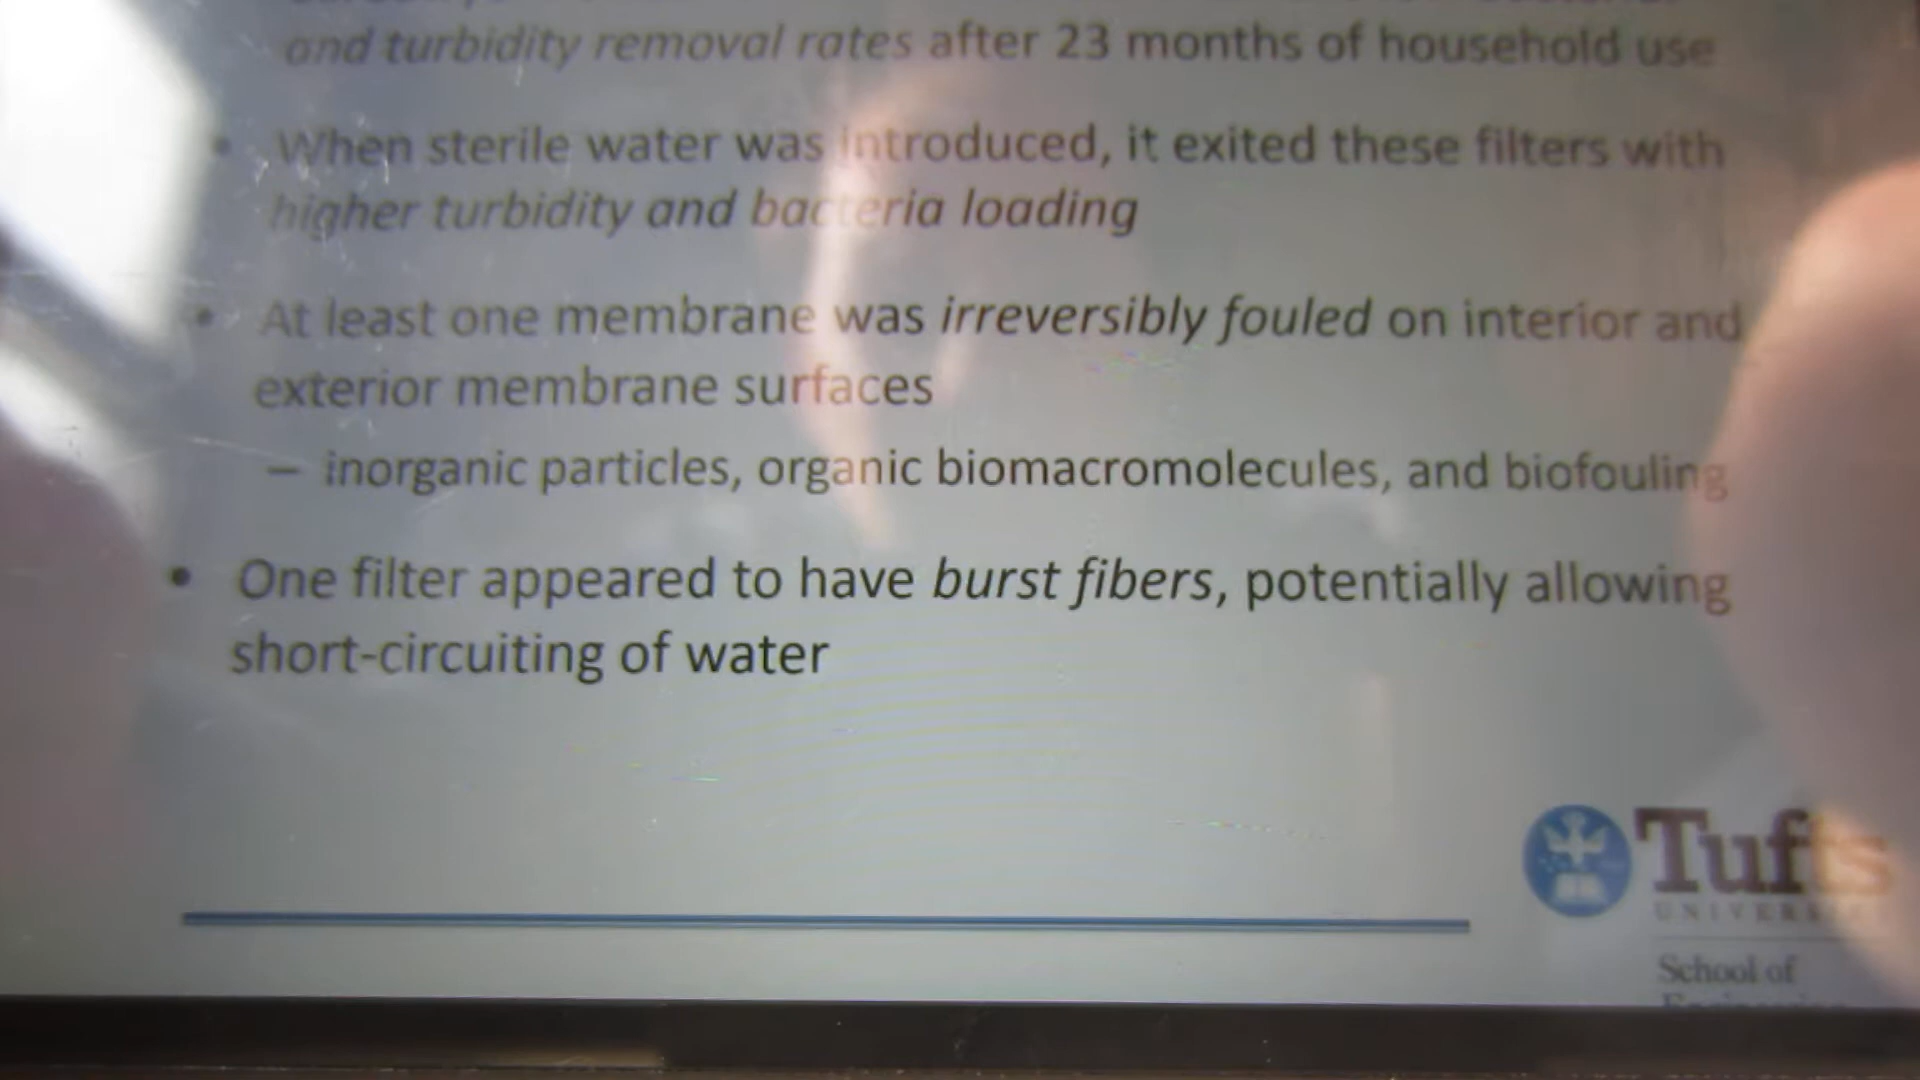 and turbidity removal rates after 23 months of household use
• When sterile water was introduced, it exited these filters with
higher turbidity and bacteria loading
• At least one membrane was irreversibly fouled on interior and
exterior membrane surfaces
– inorganic particles, organic biomacromolecules, and biofouling
• One filter appeared to have burst fibers, potentially allowing
short-circuiting of water
Tufts
UNIVERSITY
School of